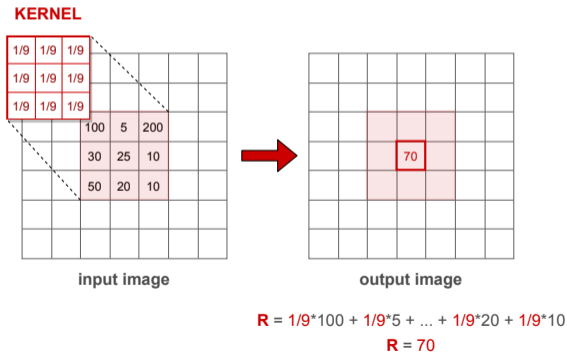 KERNEL
1/9 1/9 1/9
1/9 1/9 1/9
1/9 1/9 1/9
100 5 200
30 25 10
50 20 10
70
input image
output image
R = 1/9*100 + 1/9*5 + ... + 1/9*20 + 1/9*10
R = 70